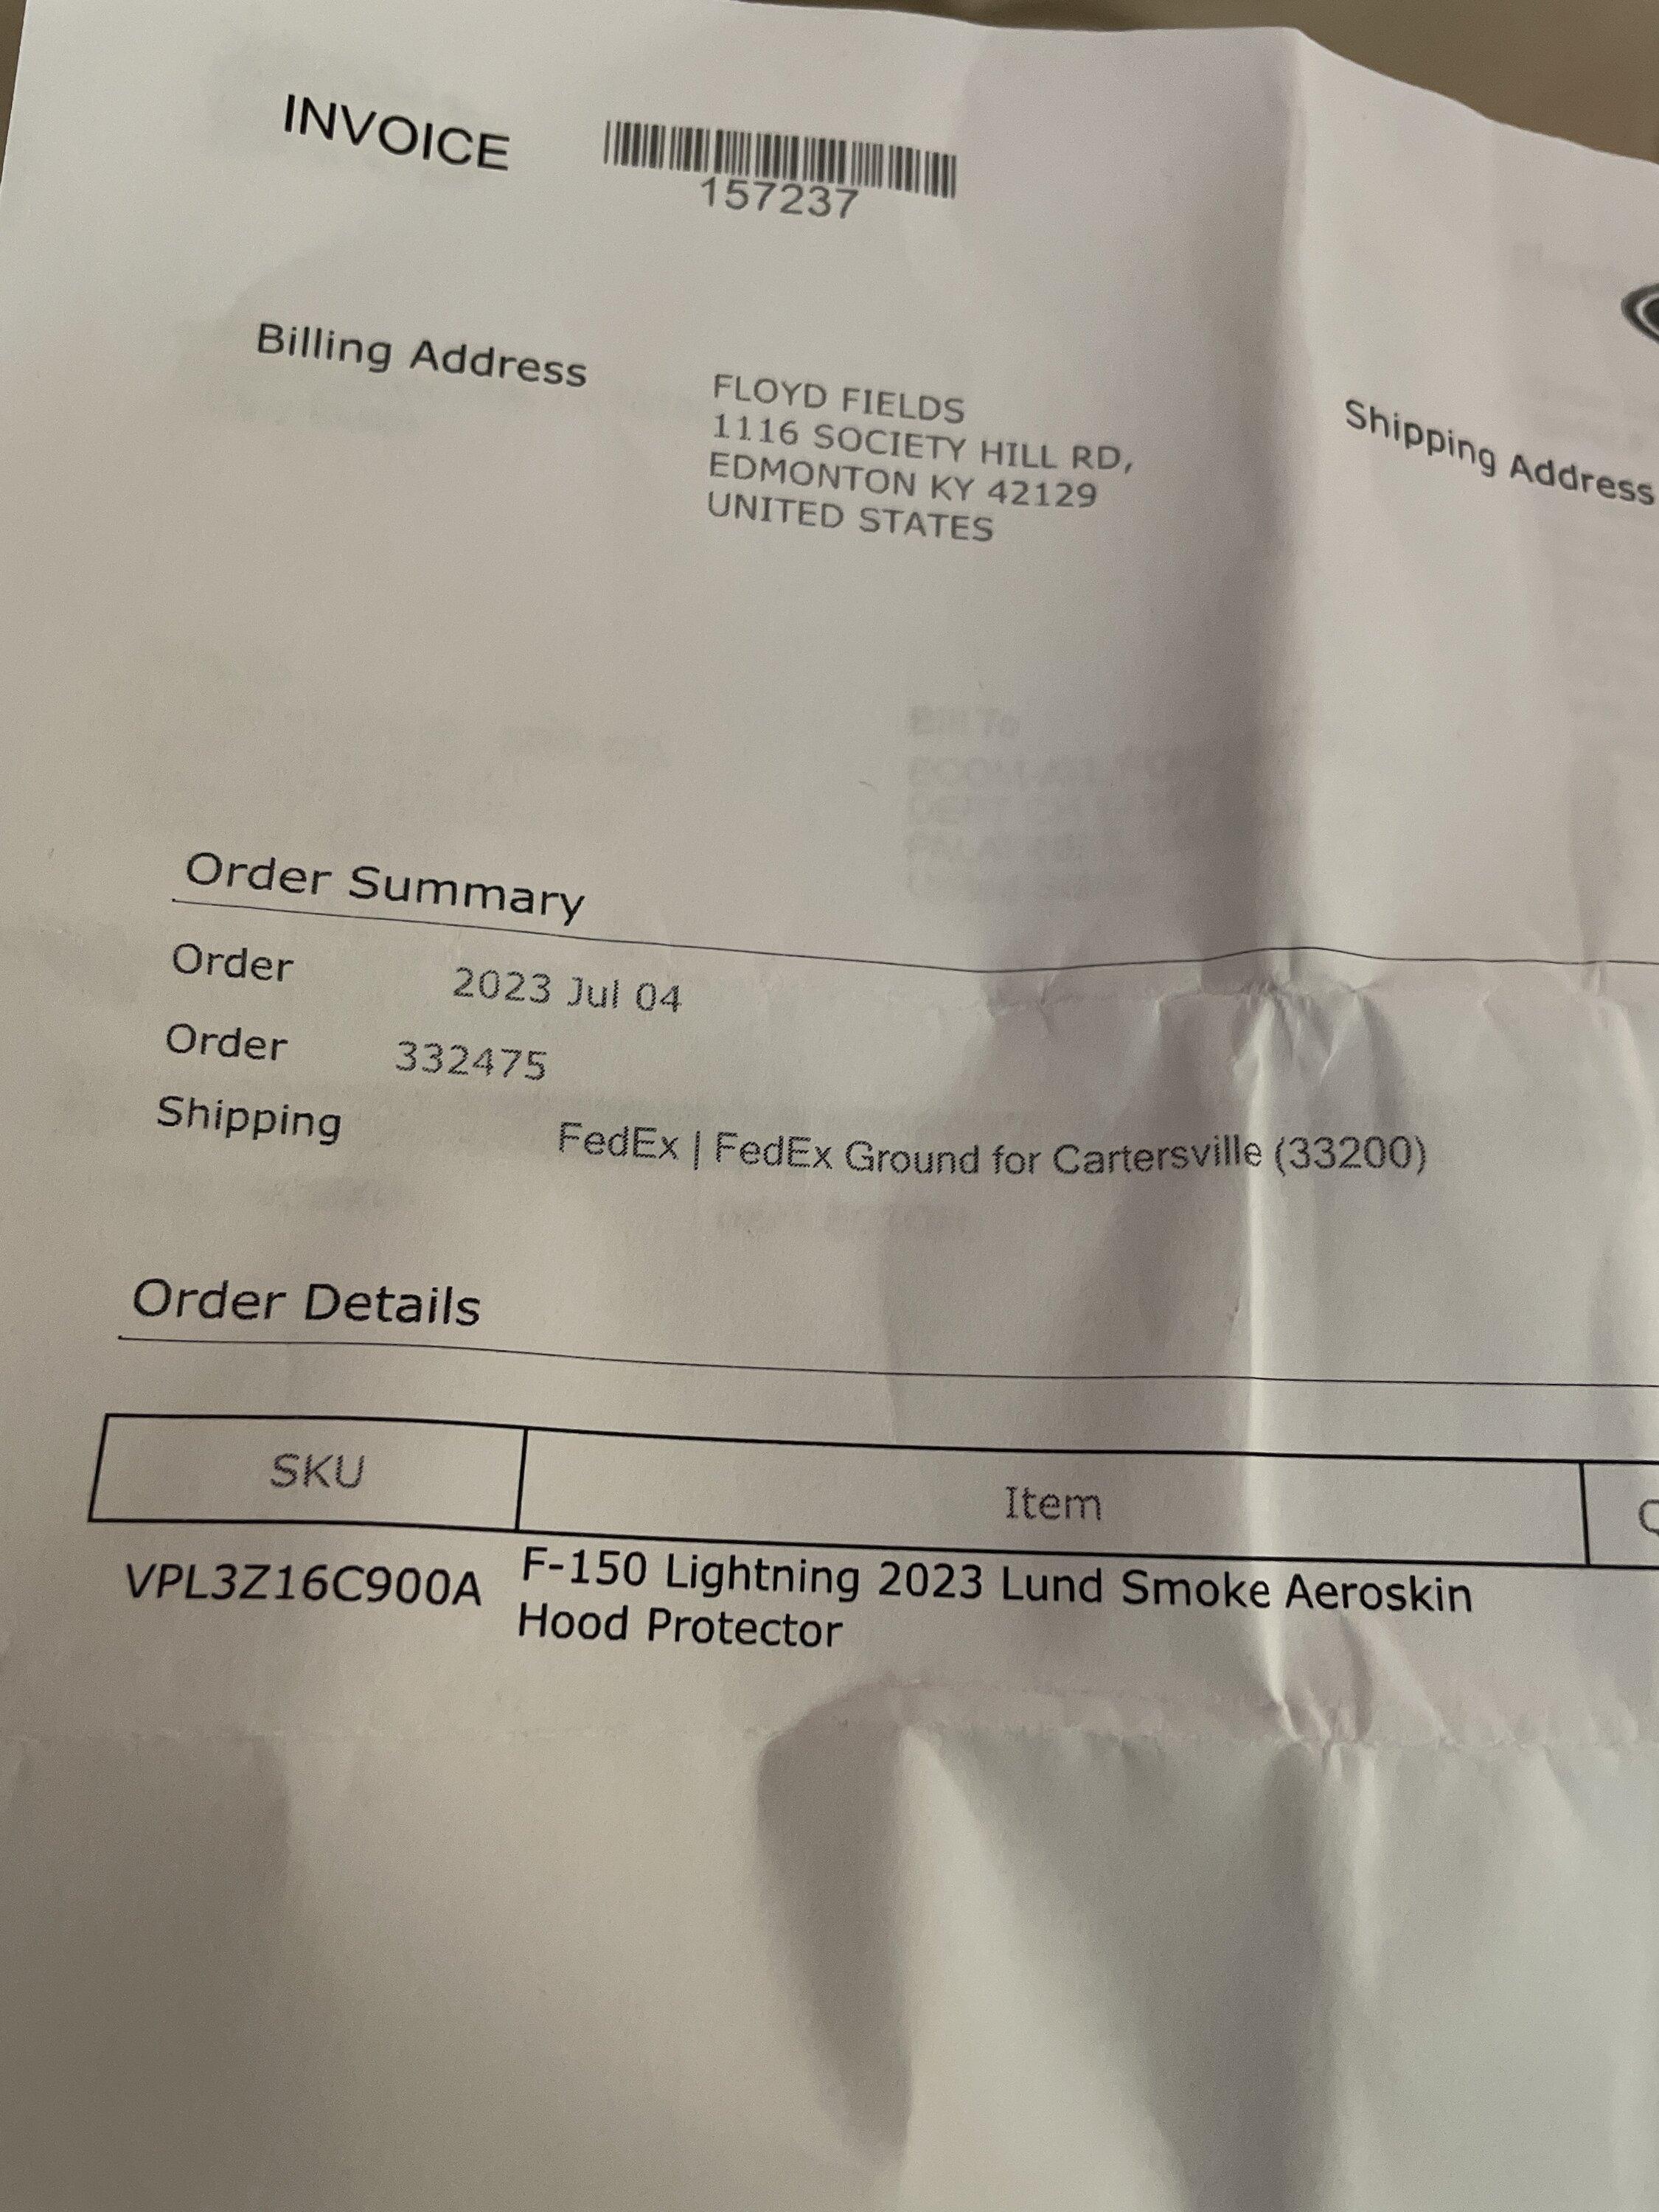 INVOICE
157237
Billing Address
FLOYD FIELDS
1116 SOCIETY HILL RD,
EDMONTON KY 42129
UNITED STATES
Shipping Address
Bill To
Order Summary
Order 2023 Jul 04
Order 332475
Shipping FedEx | FedEx Ground for Cartersville (33200)
Order Details
SKU Item
VPL3Z16C900A F-150 Lightning 2023 Lund Smoke Aeroskin
Hood Protector